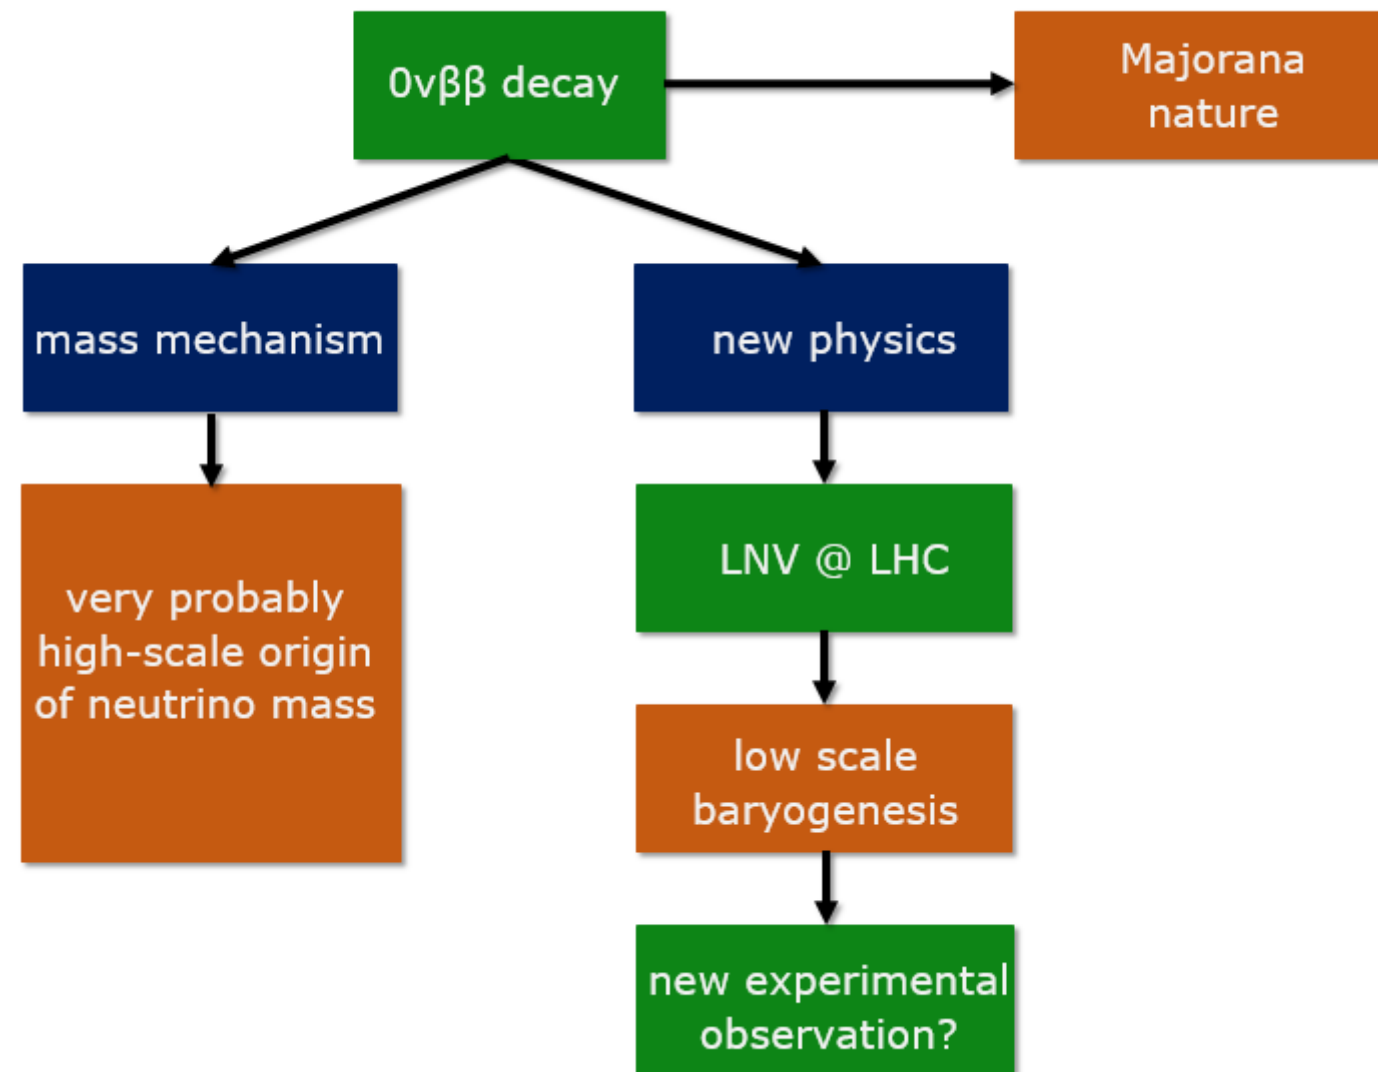 0νββ decay
Majorana
nature
mass mechanism
new physics
very probably
high-scale origin
of neutrino mass
LNV @ LHC
low scale
baryogenesis
new experimental
observation?